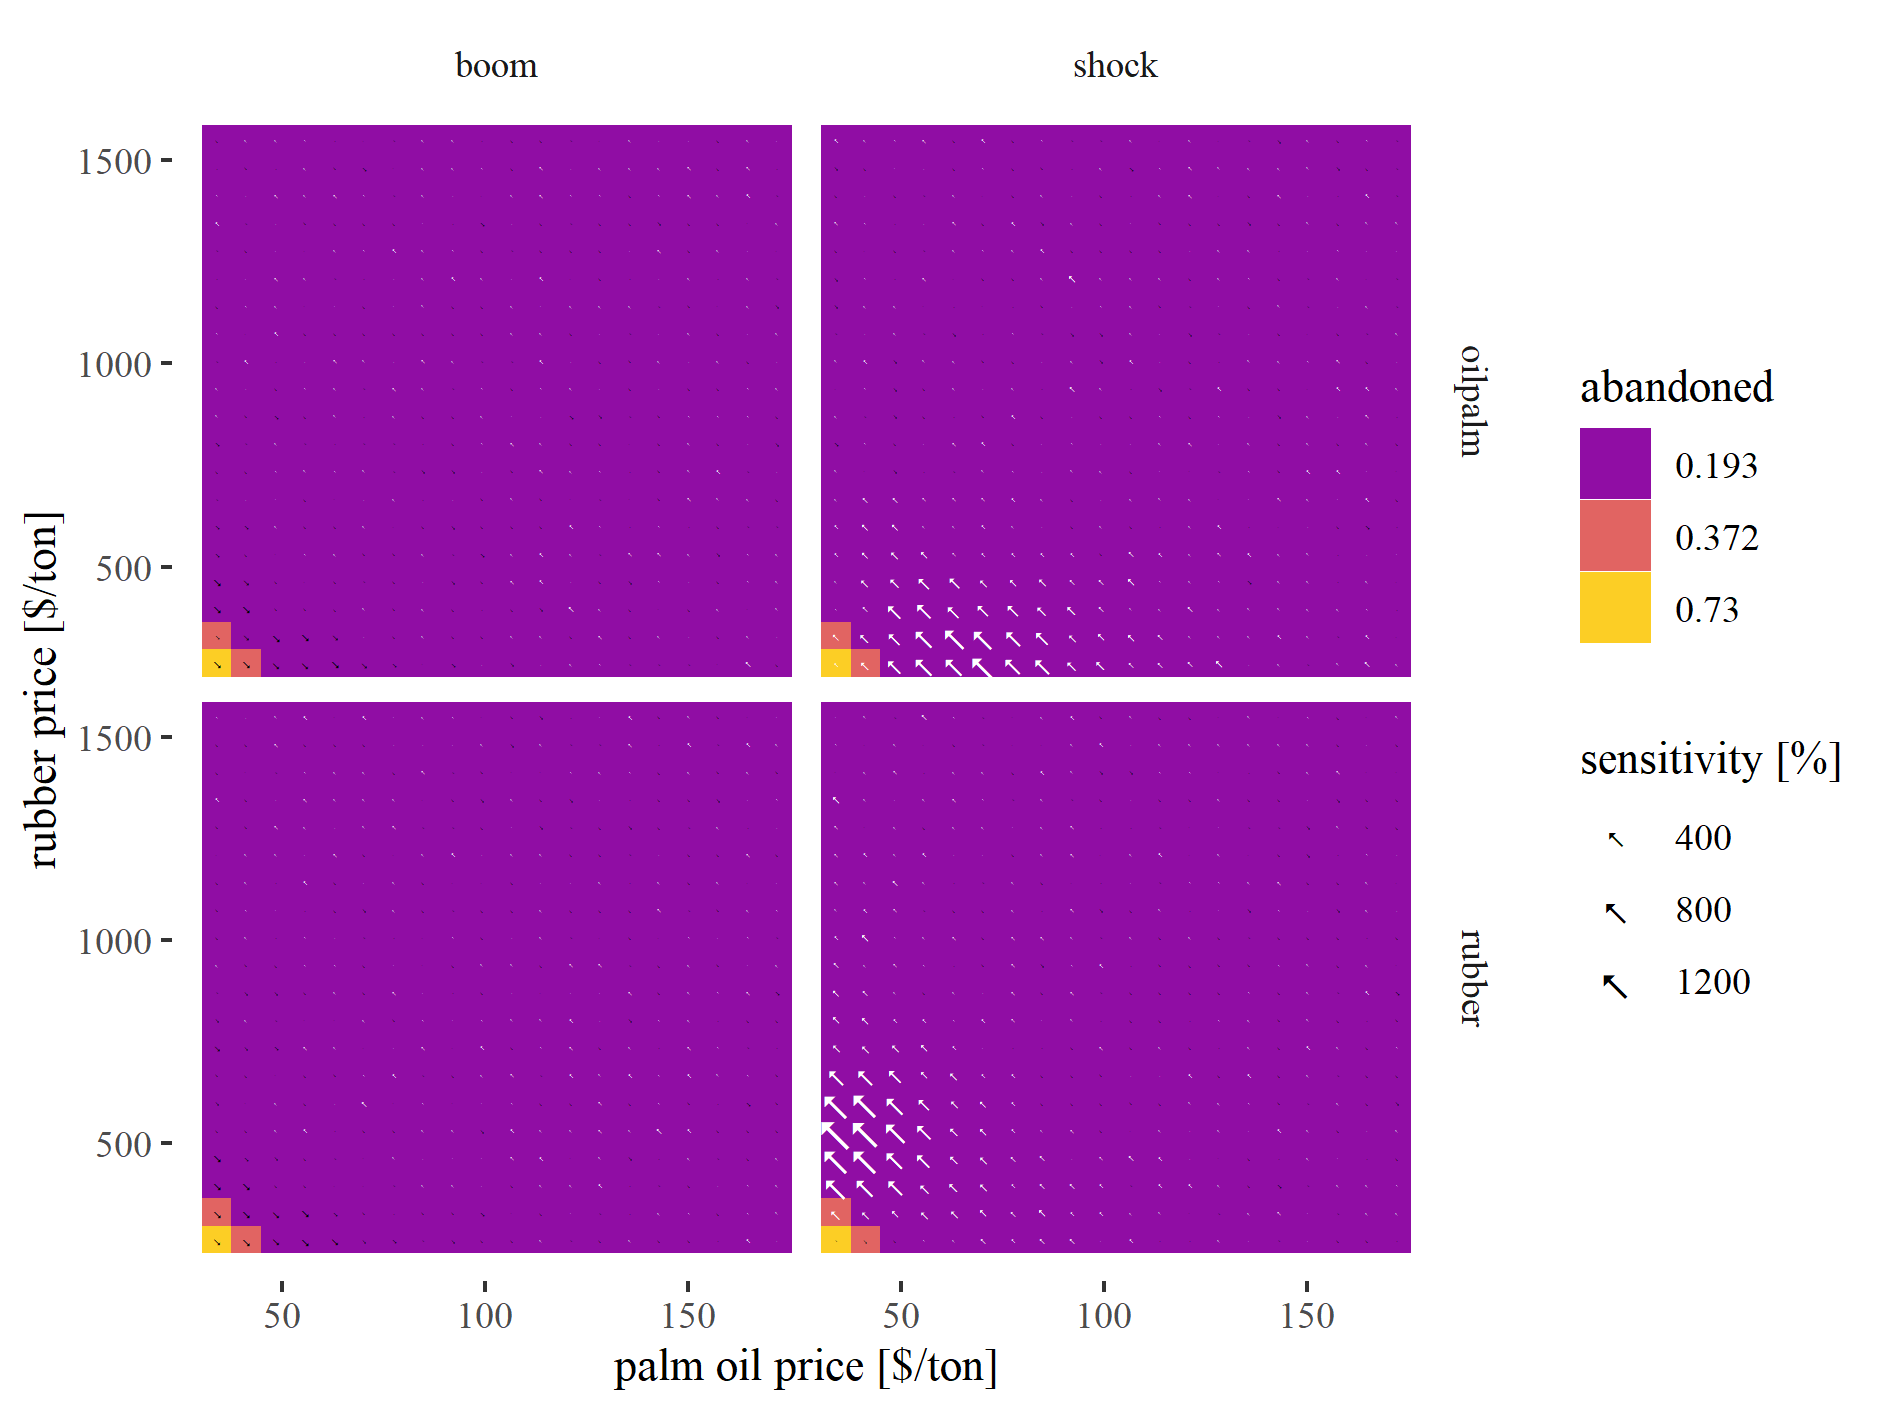 boom
shock
1500
1000
500
oilpalm
1500
1000
500
rubber
rubber price [$/ton]
50
100
150
50
100
150
palm oil price [$/ton]
abandoned
0.193
0.372
0.73
sensitivity [%]
400
800
1200